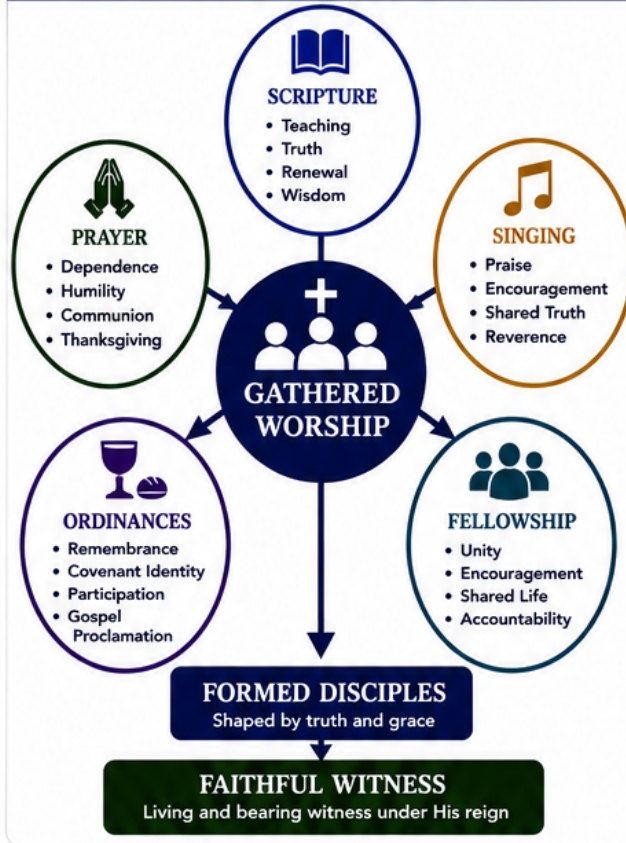 SCRIPTURE
• Teaching
• Truth
• Renewal
• Wisdom
PRAYER
• Dependence
• Humility
• Communion
• Thanksgiving
SINGING
• Praise
• Encouragement
• Shared Truth
• Reverence
GATHERED
WORSHIP
ORDINANCES
• Remembrance
• Covenant Identity
• Participation
• Gospel
Proclamation
FELLOWSHIP
• Unity
• Encouragement
• Shared Life
• Accountability
FORMED DISCIPLES
Shaped by truth and grace
FAITHFUL WITNESS
Living and bearing witness under His reign